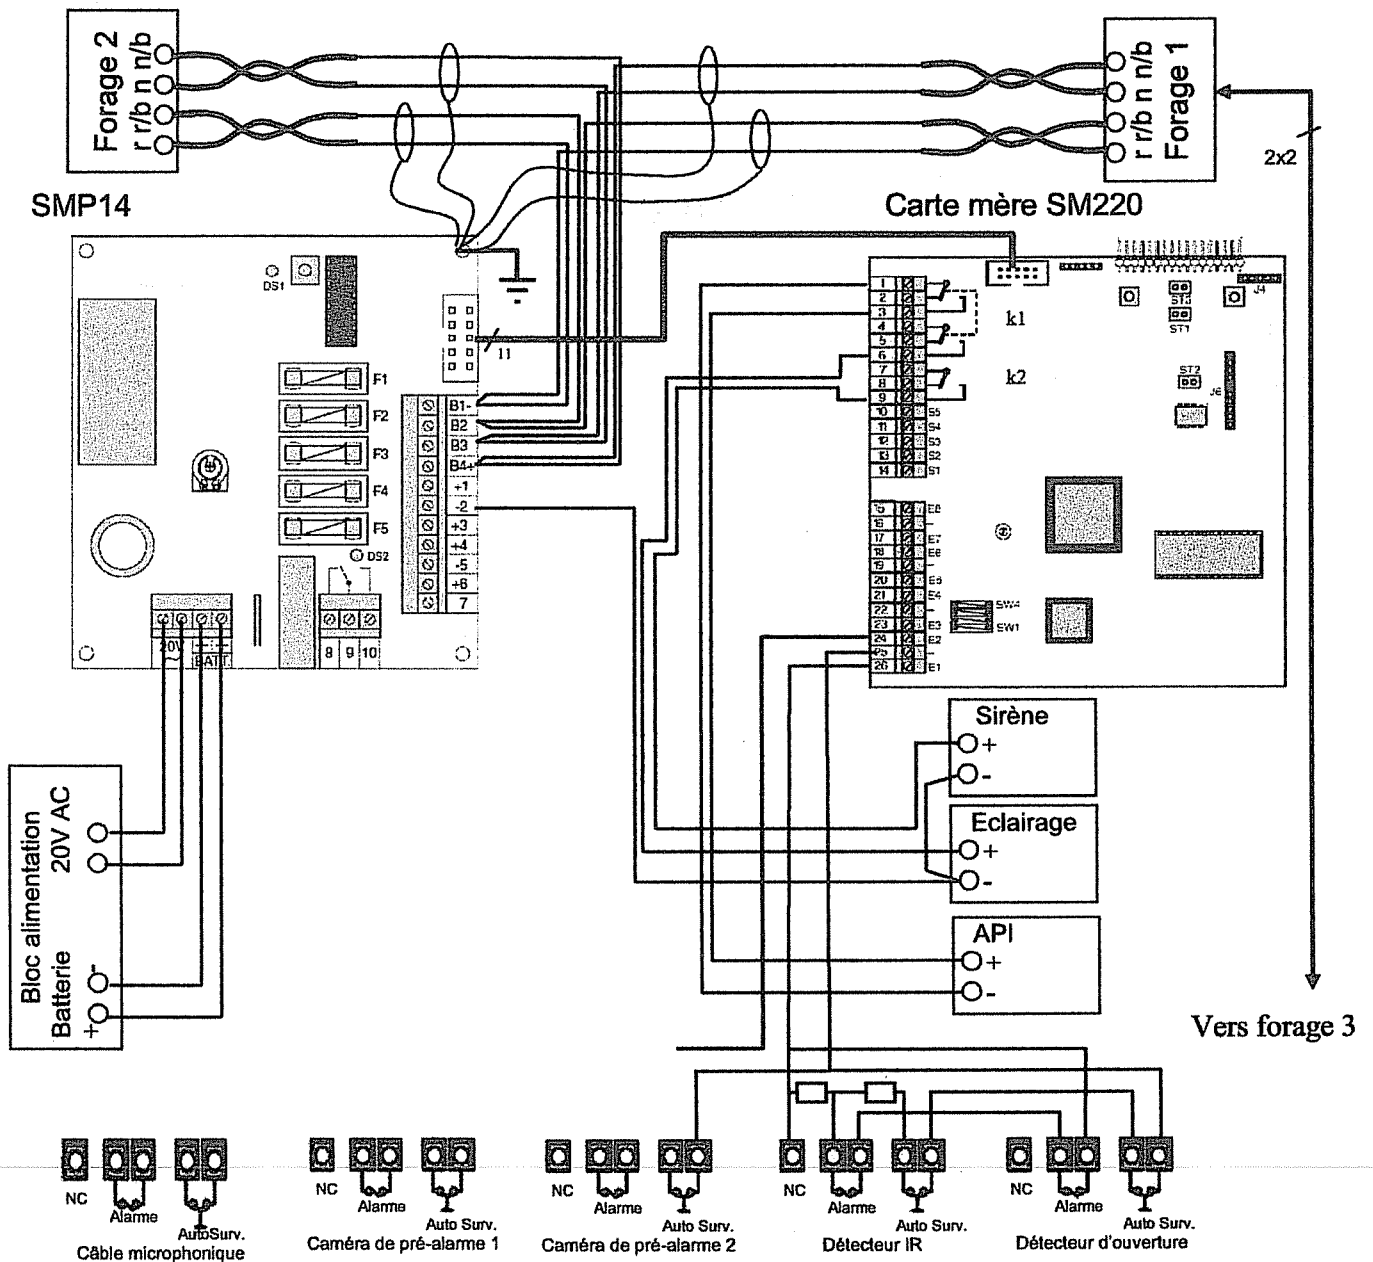 Forage 2
n/b
n
r/b
r
Forage 1
n/b
n
r/b
r
2x2
SMP14
Carte mère SM220
DS1
11
F1
F2
F3
F4
F5
DS2
B1-
B2
B3
B4+
+1
-2
+3
+4
-5
+6
7
20V
~
- +
BATT.
8 9 10
1
2
3
4
5
6
7
8
9
10 S5
11 S4
12 S3
13 S2
14 S1
k1
k2
15 E8
16 -
17 E7
18 E6
19 -
20 E5
21 E4
22 -
23 E3
24 E2
25 -
26 E1
J4
ST3
ST1
ST2
J6
SW4
SW1
Sirène
+
-
Eclairage
+
-
API
+
-
Bloc alimentation
20V AC
Batterie
-
+
Vers forage 3
NC
Alarme
AutoSurv.
Câble microphonique
NC
Alarme
Auto Surv.
Caméra de pré-alarme 1
NC
Alarme
Auto Surv.
Caméra de pré-alarme 2
NC
Alarme
Auto Surv.
Détecteur IR
NC
Alarme
Auto Surv.
Détecteur d'ouverture